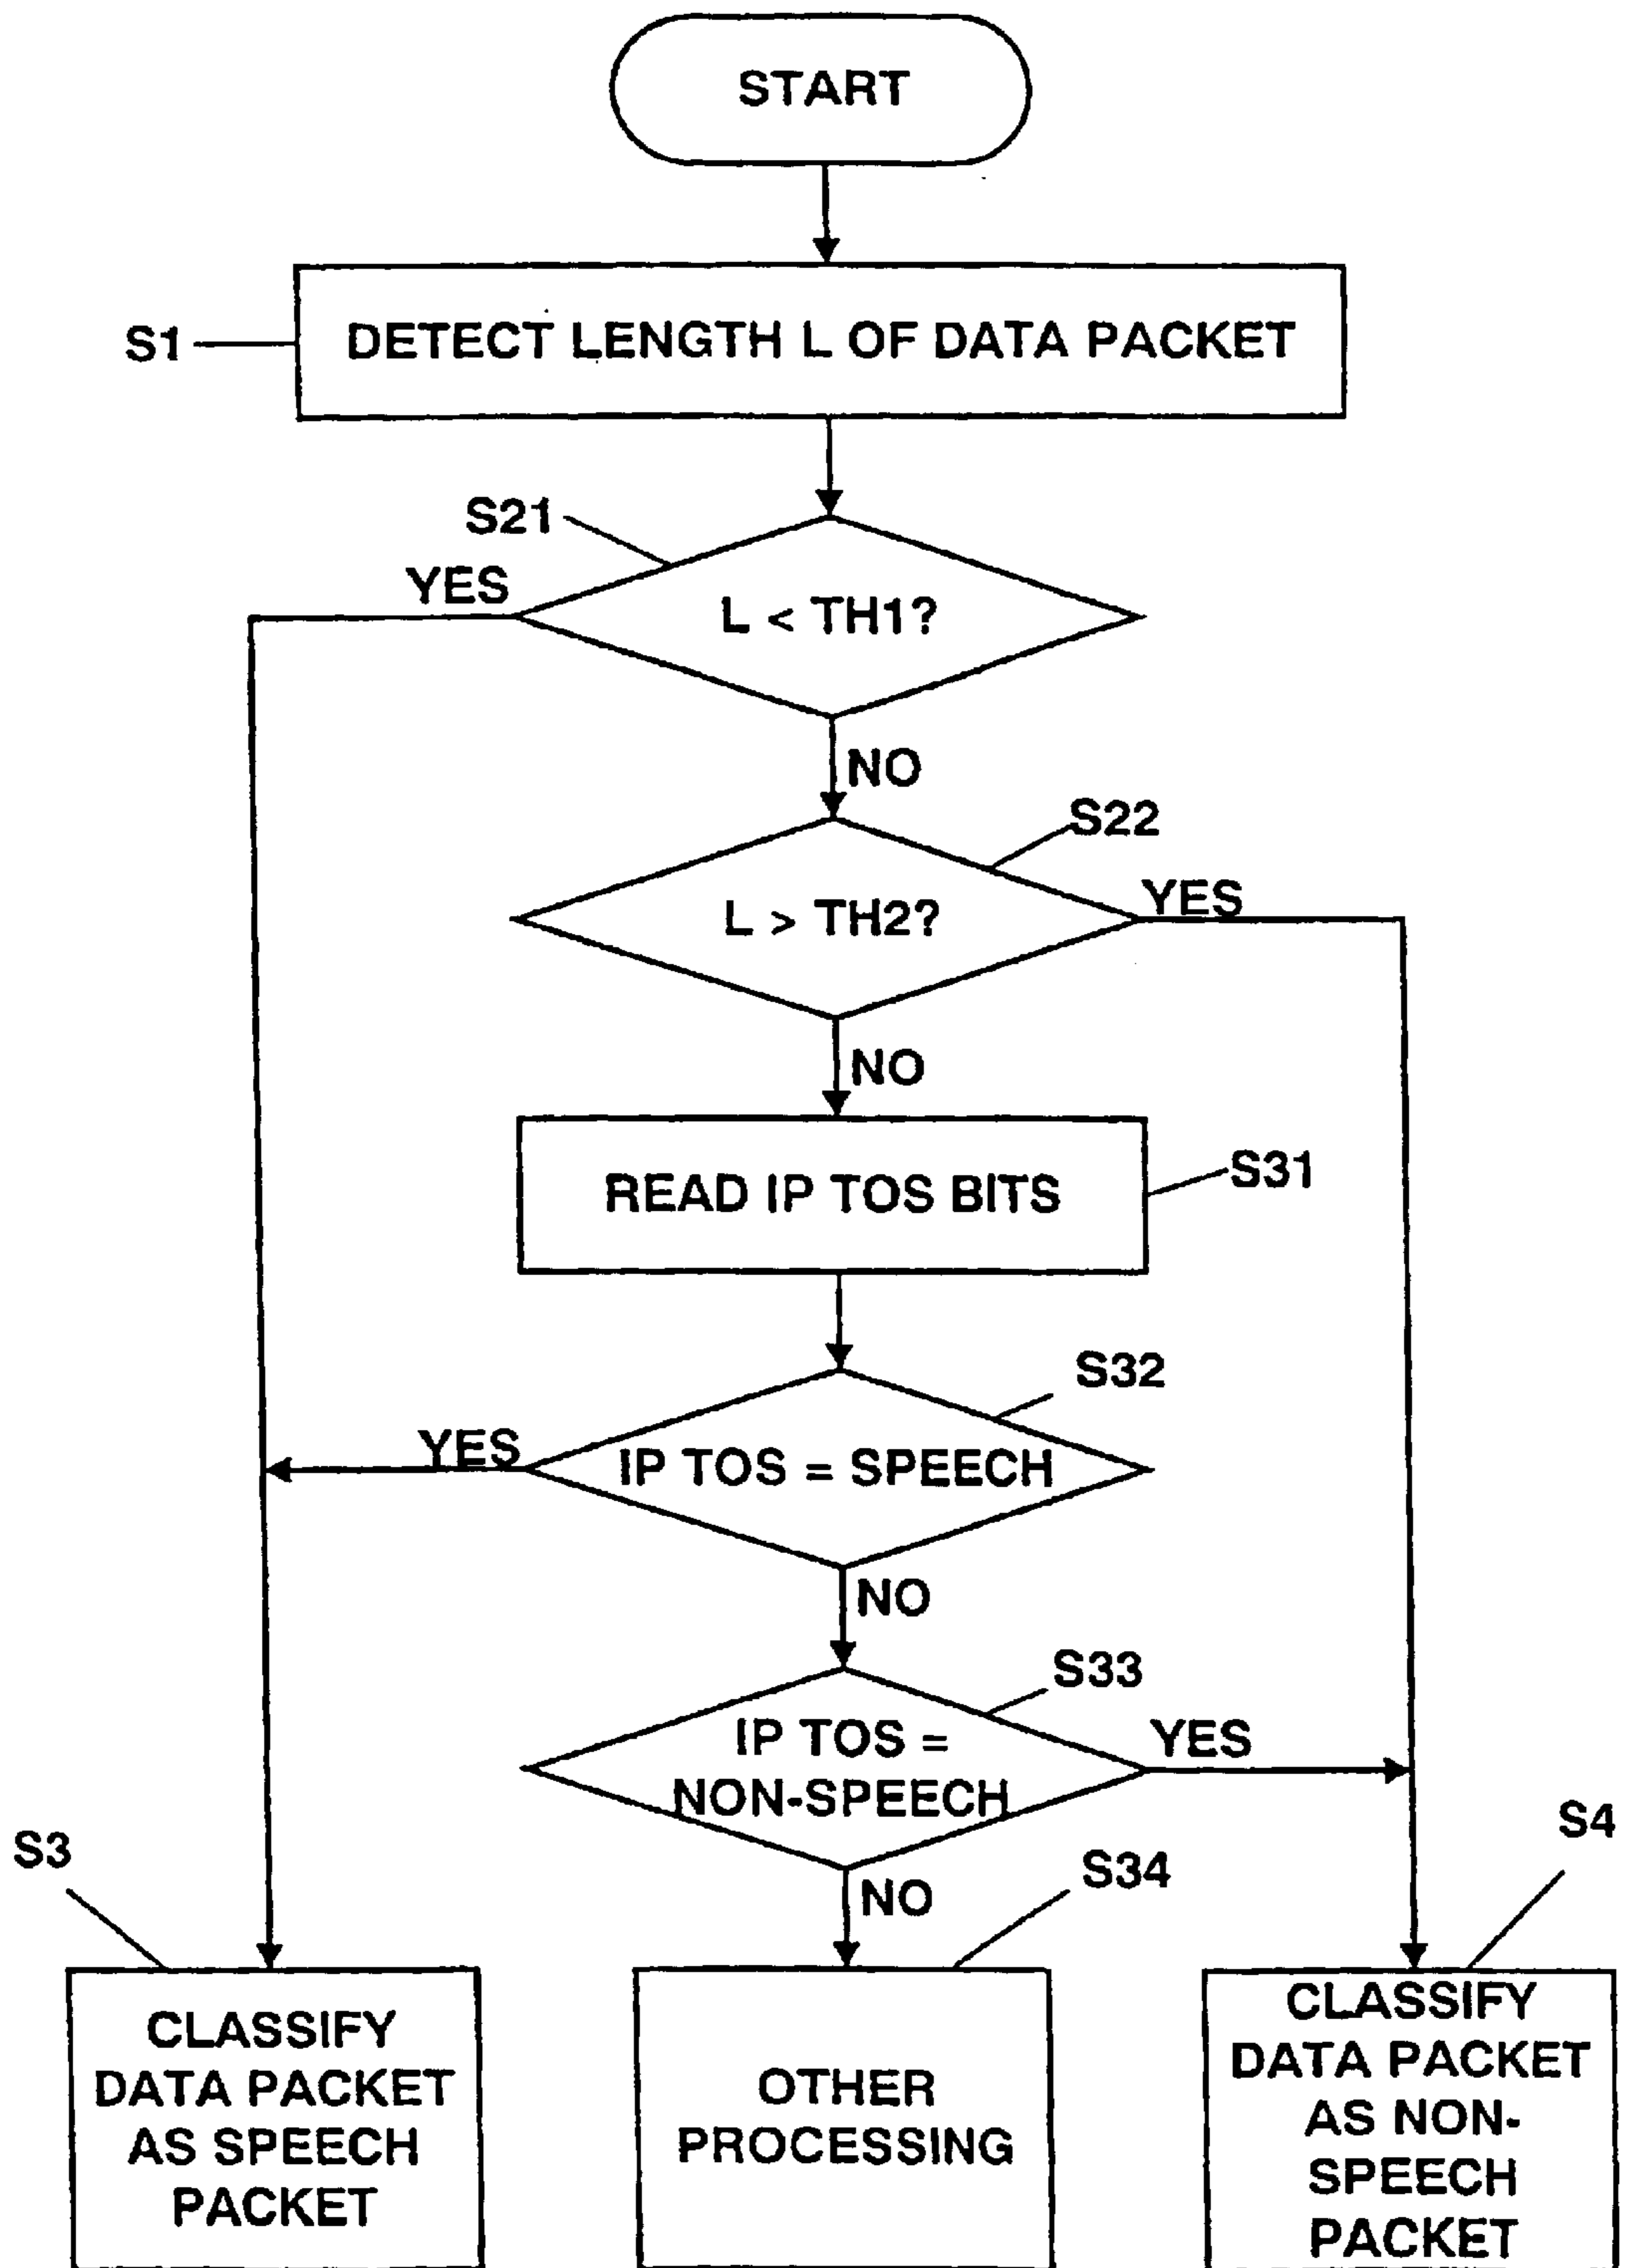 START
S1
DETECT LENGTH L OF DATA PACKET
S21
YES
L < TH1?
NO
S22
L > TH2?
YES
NO
READ IP TOS BITS
S31
S32
YES
IP TOS = SPEECH
NO
S33
IP TOS =
NON-SPEECH
YES
S3
S4
NO
S34
CLASSIFY
DATA PACKET
AS SPEECH
PACKET
OTHER
PROCESSING
CLASSIFY
DATA PACKET
AS NON-
SPEECH
PACKET